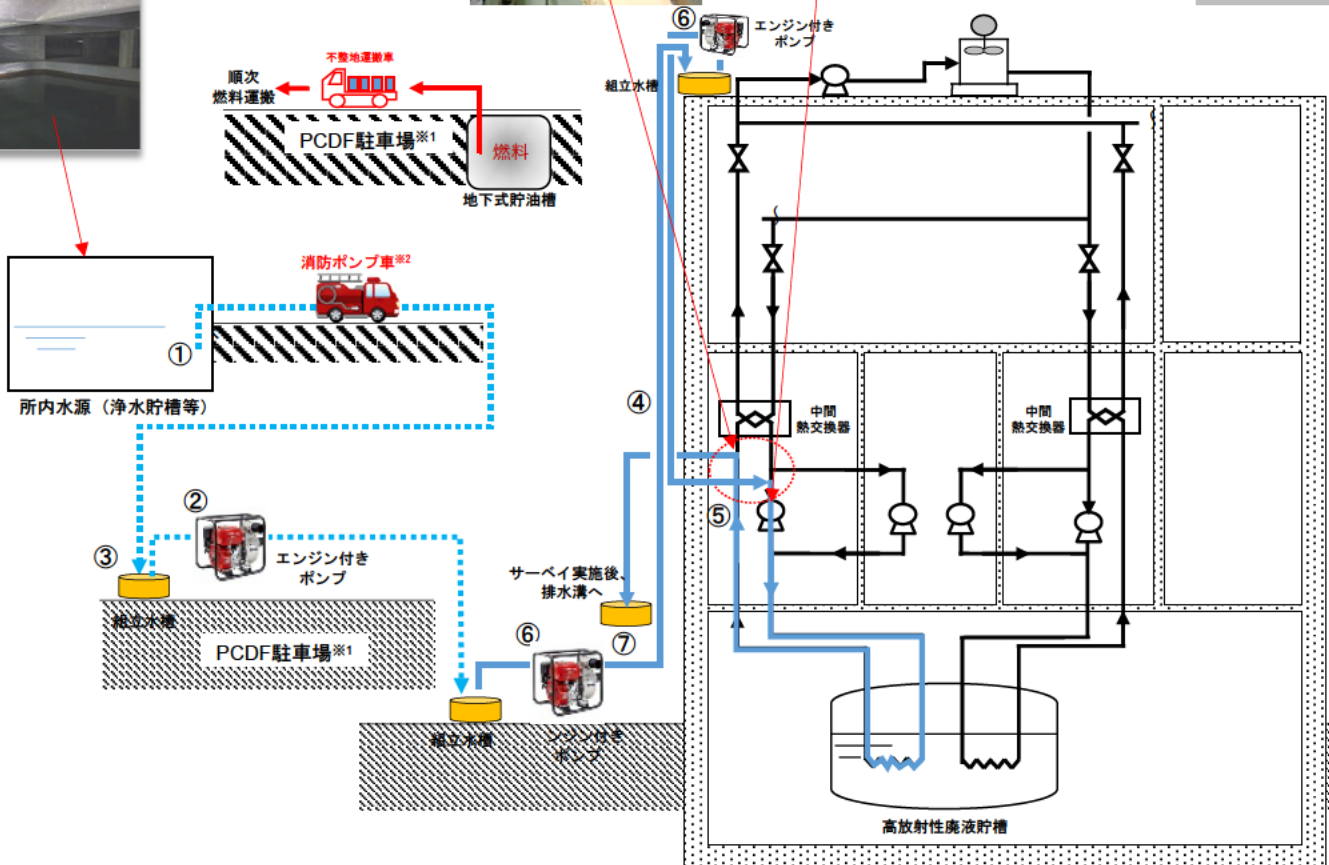 ⑥
エンジン付き
ポンプ
組立水槽
不整地運搬車
順次
燃料運搬
PCDF駐車場※1
燃料
地下式貯油槽
消防ポンプ車※2
①
所内水源（浄水貯槽等）
④
中間
熱交換器
中間
熱交換器
⑤
②
エンジン付き
ポンプ
③
組立水槽
PCDF駐車場※1
サーベイ実施後、
排水溝へ
⑥
⑦
組立水槽
ンジン付き
ポンプ
高放射性廃液貯槽